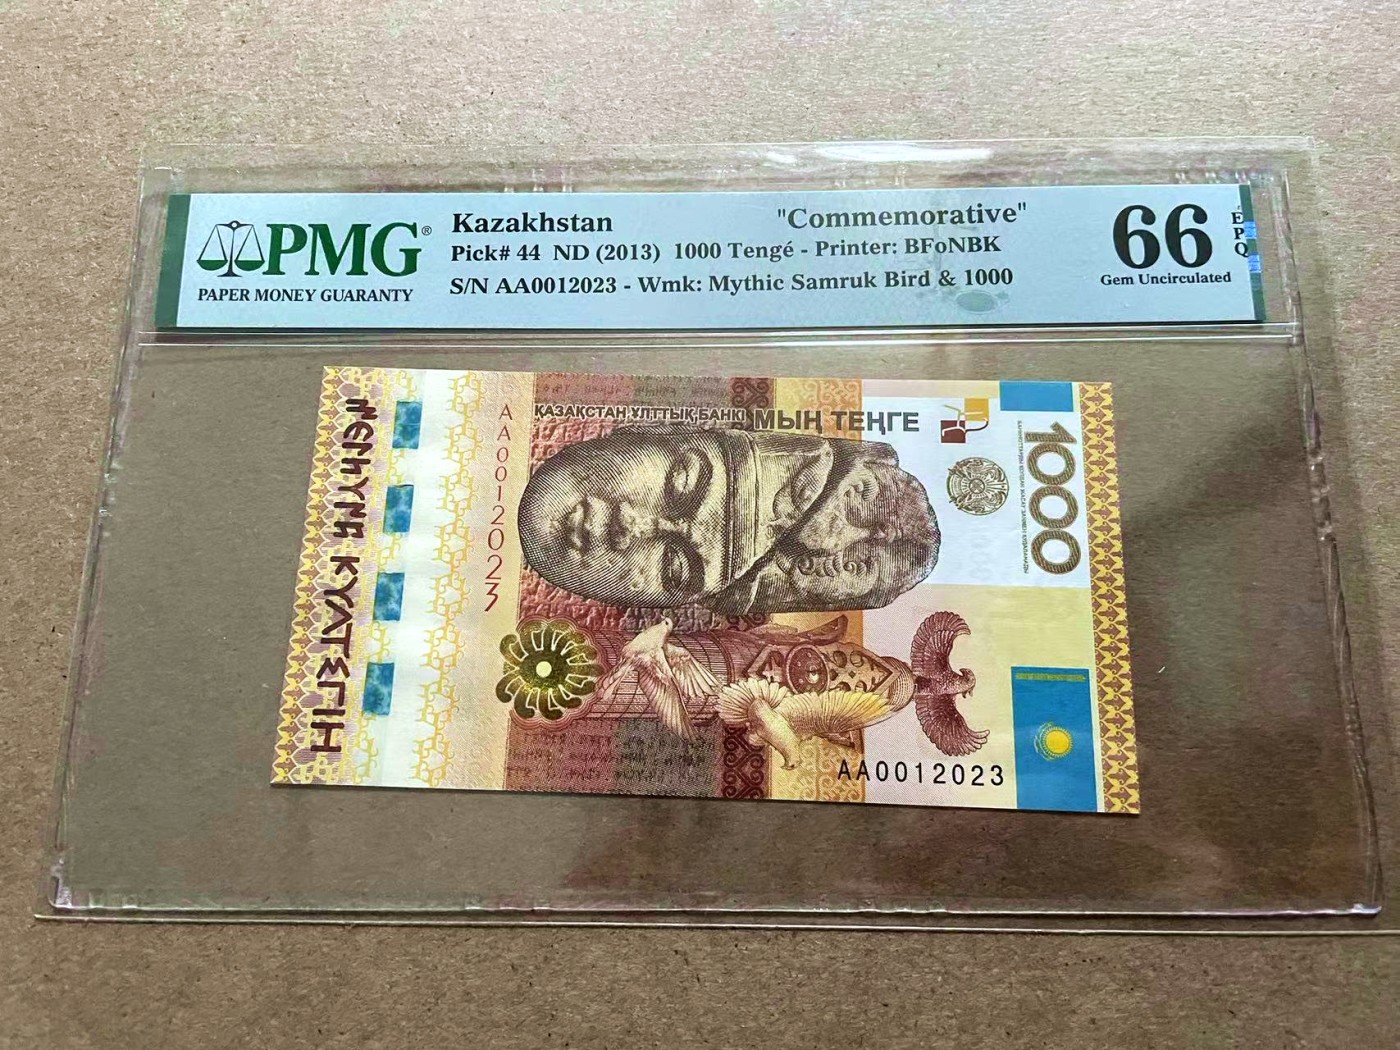 PMG®
PAPER MONEY GUARANTY
Kazakhstan "Commemorative"
Pick# 44 ND (2013) 1000 Tengé - Printer: BFoNBK
S/N AA0012023 - Wmk: Mythic Samruk Bird & 1000
66 EPQ
Gem Uncirculated
ҚАЗАҚСТАН ҰЛТТЫҚ БАНКІ
МЫҢ ТЕҢГЕ
1000
AA0012023
AA0012023
КҮЛТЕГІН